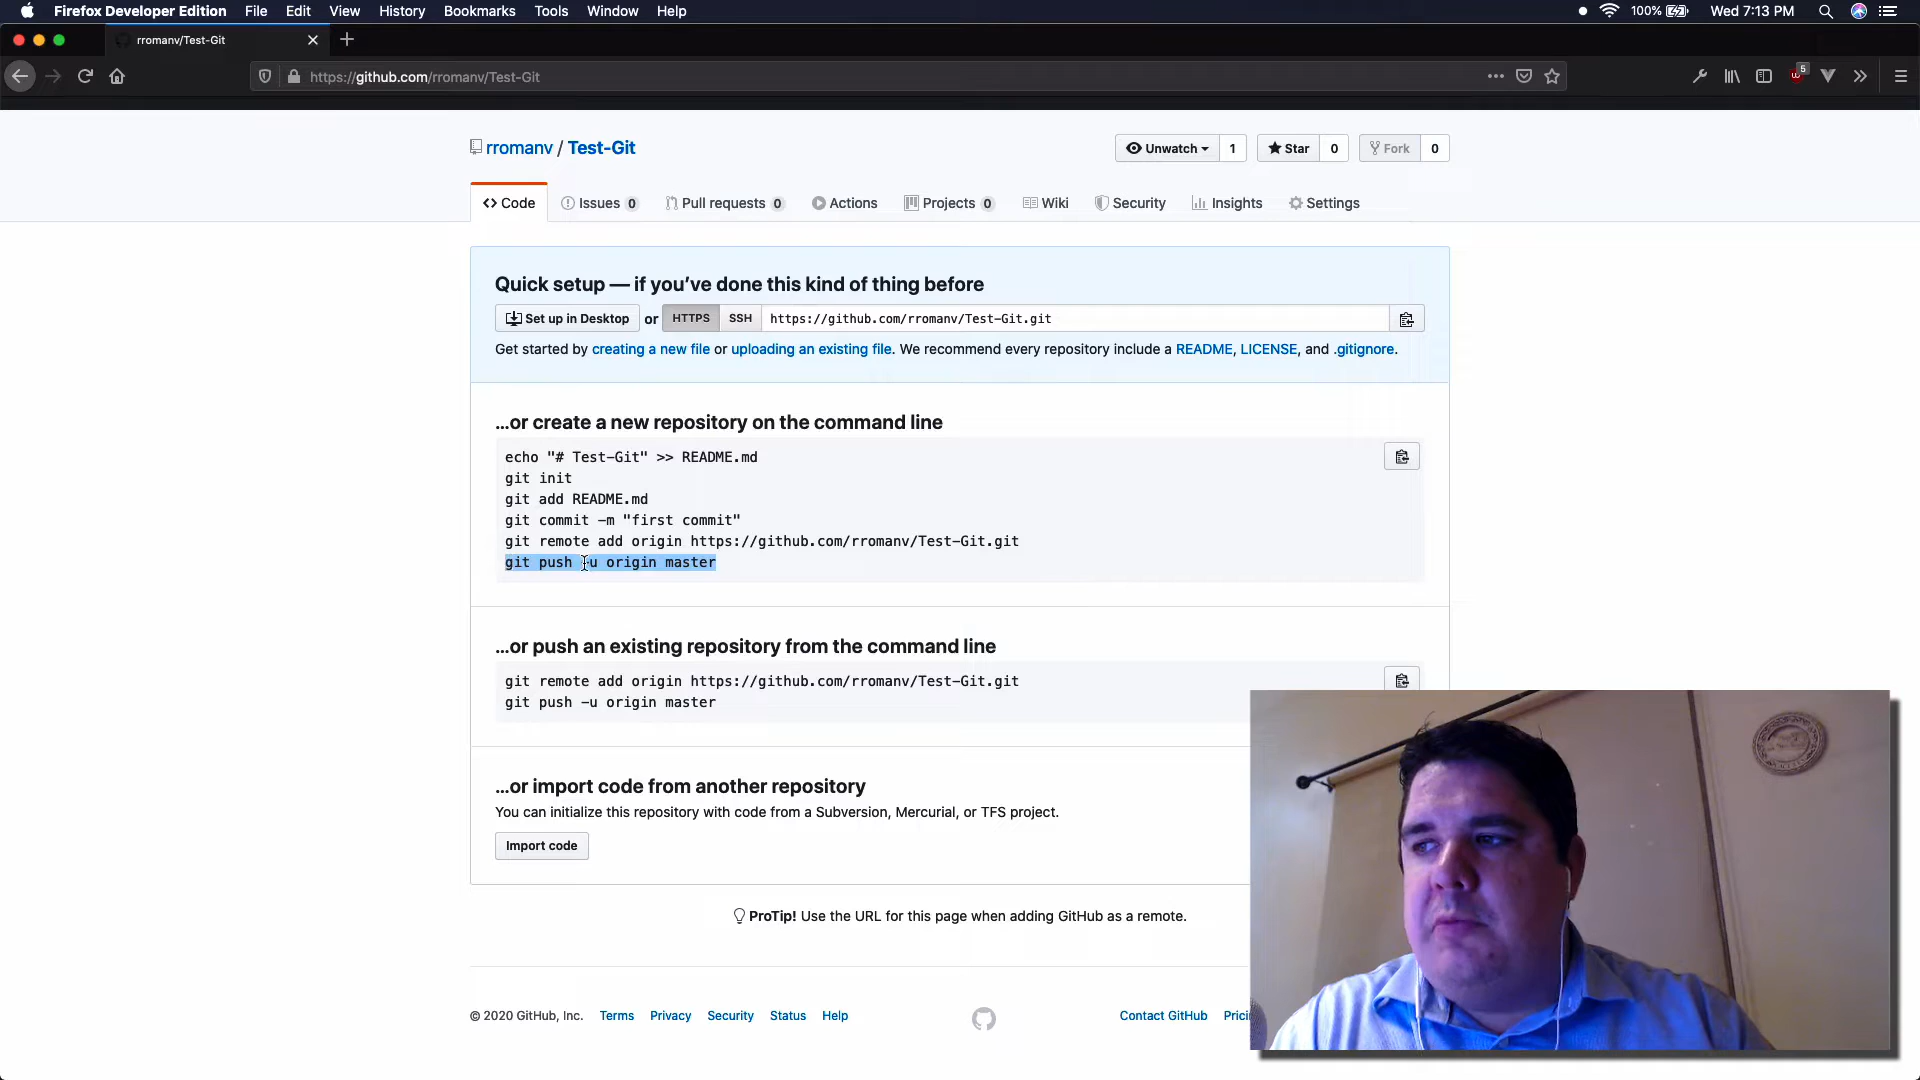 Firefox Developer Edition File Edit View History Bookmarks Tools Window Help 100% Wed 7:13 PM
rromanv/Test-Git
https://github.com/rromanv/Test-Git
5
rromanv / Test-Git Unwatch 1 Star 0 Fork 0
Code Issues 0 Pull requests 0 Actions Projects 0 Wiki Security Insights Settings
Quick setup — if you’ve done this kind of thing before
Set up in Desktop or HTTPS SSH https://github.com/rromanv/Test-Git.git
Get started by creating a new file or uploading an existing file. We recommend every repository include a README, LICENSE, and .gitignore.
…or create a new repository on the command line
echo "# Test-Git" >> README.md
git init
git add README.md
git commit -m "first commit"
git remote add origin https://github.com/rromanv/Test-Git.git
git push -u origin master
…or push an existing repository from the command line
git remote add origin https://github.com/rromanv/Test-Git.git
git push -u origin master
…or import code from another repository
You can initialize this repository with code from a Subversion, Mercurial, or TFS project.
Import code
ProTip! Use the URL for this page when adding GitHub as a remote.
© 2020 GitHub, Inc. Terms Privacy Security Status Help Contact GitHub